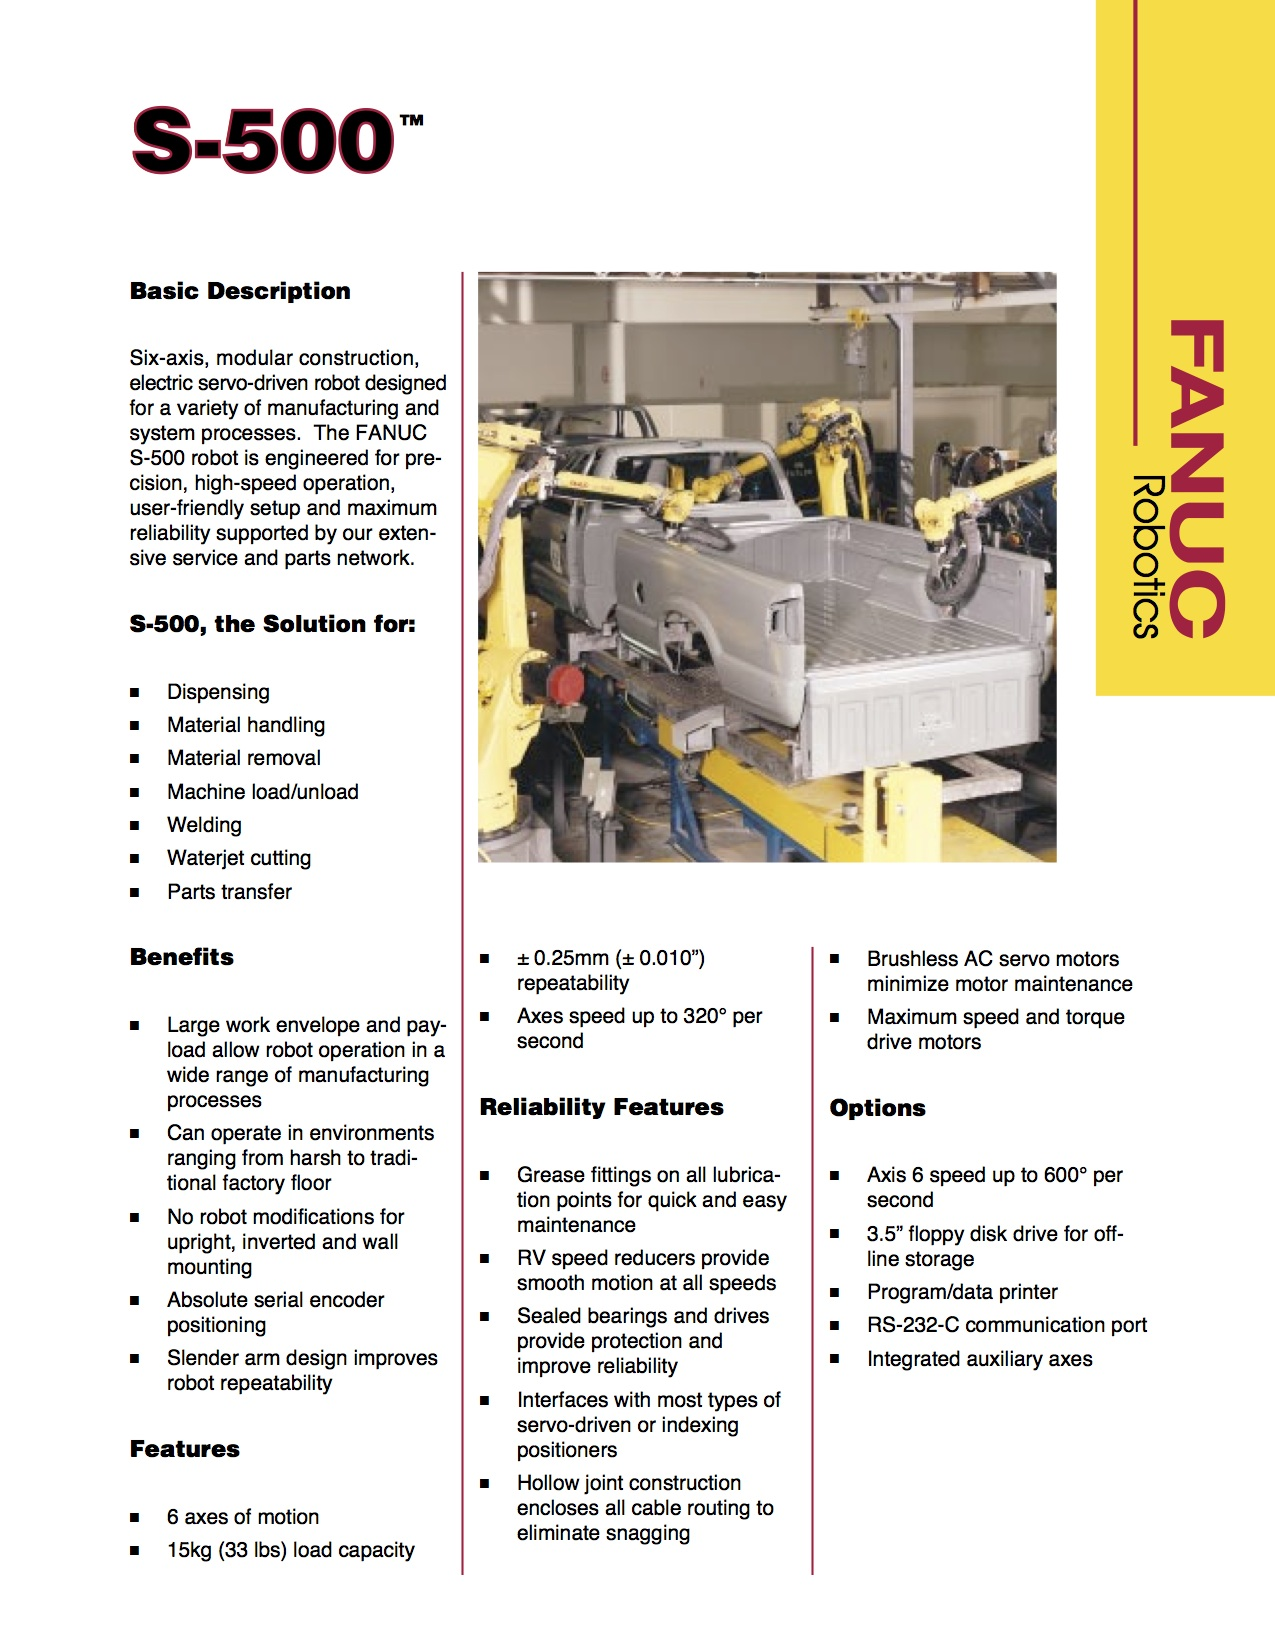 S-500™
FANUC
Robotics
Basic Description
Six-axis, modular construction,
electric servo-driven robot designed
for a variety of manufacturing and
system processes.  The FANUC
S-500 robot is engineered for pre-
cision, high-speed operation,
user-friendly setup and maximum
reliability supported by our exten-
sive service and parts network.
S-500, the Solution for:
■ Dispensing
■ Material handling
■ Material removal
■ Machine load/unload
■ Welding
■ Waterjet cutting
■ Parts transfer
Benefits
■ Large work envelope and pay-
load allow robot operation in a
wide range of manufacturing
processes
■ Can operate in environments
ranging from harsh to tradi-
tional factory floor
■ No robot modifications for
upright, inverted and wall
mounting
■ Absolute serial encoder
positioning
■ Slender arm design improves
robot repeatability
Features
■ 6 axes of motion
■ 15kg (33 lbs) load capacity
■ ± 0.25mm (± 0.010”)
repeatability
■ Axes speed up to 320° per
second
Reliability Features
■ Grease fittings on all lubrica-
tion points for quick and easy
maintenance
■ RV speed reducers provide
smooth motion at all speeds
■ Sealed bearings and drives
provide protection and
improve reliability
■ Interfaces with most types of
servo-driven or indexing
positioners
■ Hollow joint construction
encloses all cable routing to
eliminate snagging
■ Brushless AC servo motors
minimize motor maintenance
■ Maximum speed and torque
drive motors
Options
■ Axis 6 speed up to 600° per
second
■ 3.5” floppy disk drive for off-
line storage
■ Program/data printer
■ RS-232-C communication port
■ Integrated auxiliary axes